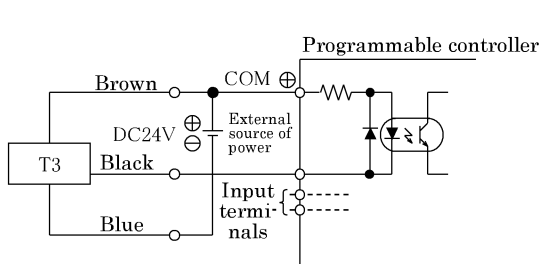 Programmable controller
COM ⊕
Brown
DC24V ⊕ ⊖
External
source of
power
T3
Black
Input
termi-
nals
Blue